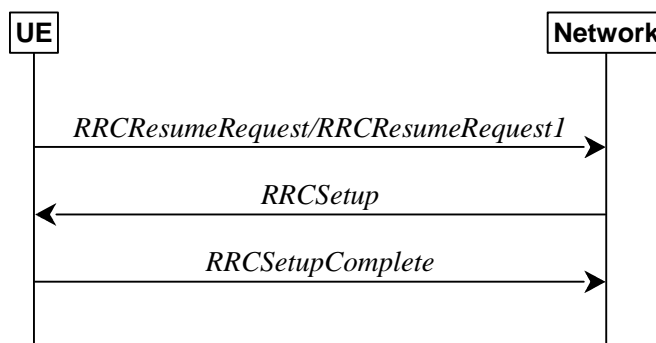 UE
Network
RRCResumeRequest/RRCResumeRequest1
RRCSetup
RRCSetupComplete